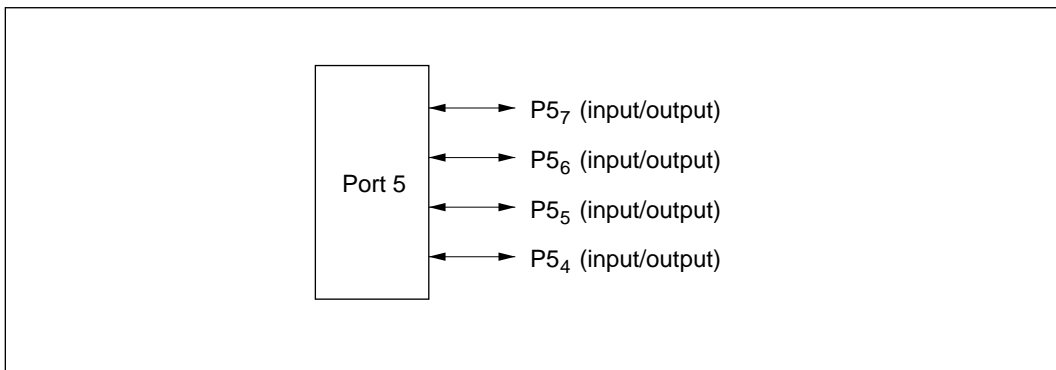 P5₇ (input/output)
P5₆ (input/output)
Port 5
P5₅ (input/output)
P5₄ (input/output)